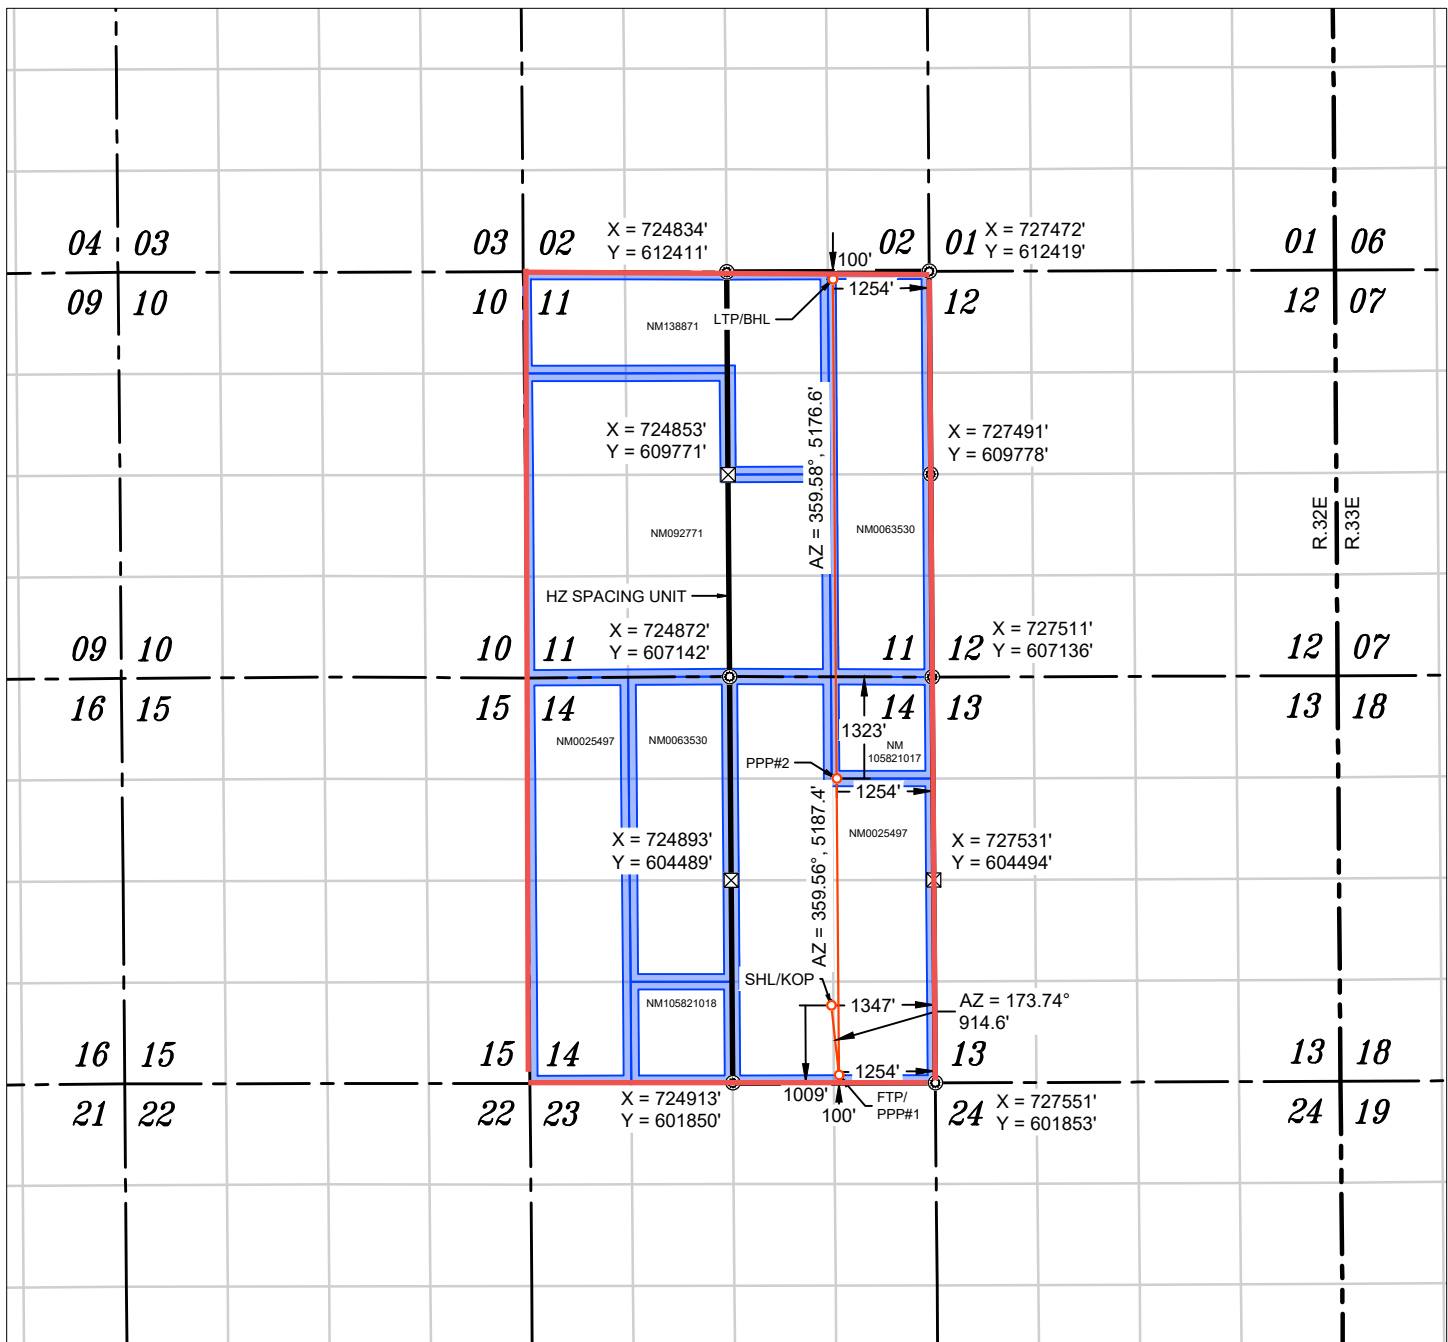 X = 724834'
Y = 612411'
X = 727472'
Y = 612419'
04 03
03 02
02 01
01 06
100'
09 10
10 11
1254'
12
12 07
NM138871
LTP/BHL
AZ = 359.58°, 5176.6'
X = 724853'
Y = 609771'
X = 727491'
Y = 609778'
NM092771
NM0063530
R.32E
R.33E
HZ SPACING UNIT
X = 724872'
Y = 607142'
X = 727511'
Y = 607136'
09 10
10 11
11 12
12 07
16 15
15 14
14 13
13 18
1323'
NM0025497
NM0063530
NM
105821017
PPP#2
1254'
AZ = 359.56°, 5187.4'
NM0025497
X = 724893'
Y = 604489'
X = 727531'
Y = 604494'
SHL/KOP
1347'
AZ = 173.74°
914.6'
NM105821018
16 15
15 14
13
13 18
1254'
1009'
100'
FTP/
PPP#1
21 22
22 23
X = 724913'
Y = 601850'
24
X = 727551'
Y = 601853'
24 19